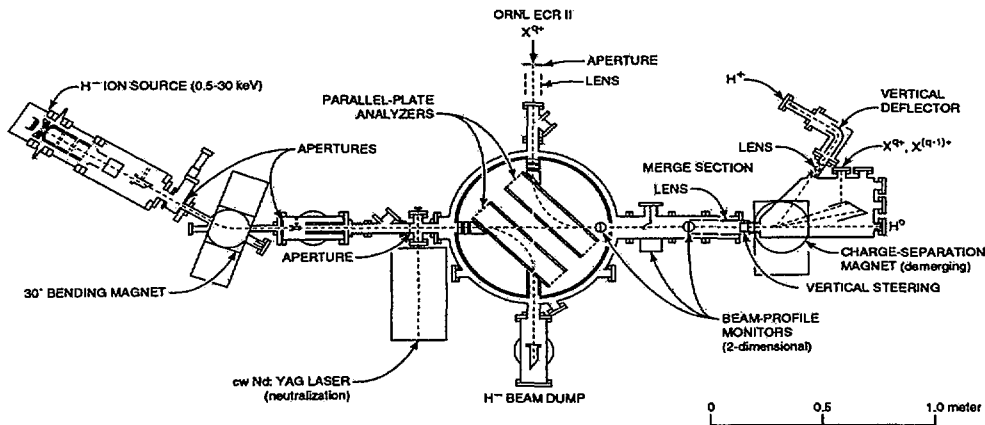 ORNL ECR II
X^q+
APERTURE
LENS
H⁻ ION SOURCE (0.5-30 keV)
PARALLEL-PLATE
ANALYZERS
H+
VERTICAL
DEFLECTOR
APERTURES
LENS
X^q+, X^(q-1)+
MERGE SECTION
LENS
H^o
APERTURE
CHARGE-SEPARATION
MAGNET (demerging)
30° BENDING MAGNET
VERTICAL STEERING
BEAM-PROFILE
MONITORS
(2-dimensional)
cw Nd: YAG LASER
(neutralization)
H⁻ BEAM DUMP
0 0.5 1.0 meter